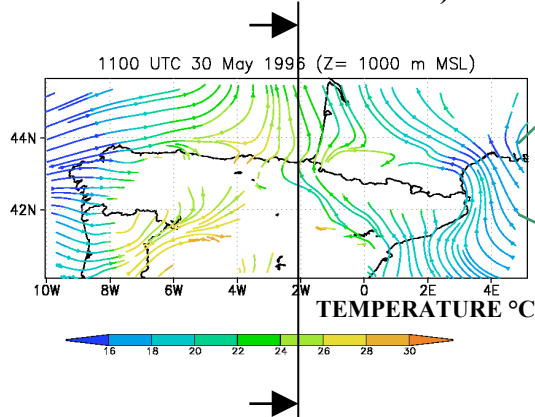 )
1100 UTC 30 May 1996 (Z= 1000 m MSL)
44N
42N
10W 8W 6W 4W 2W 0 2E 4E
TEMPERATURE °C
16 18 20 22 24 26 28 30